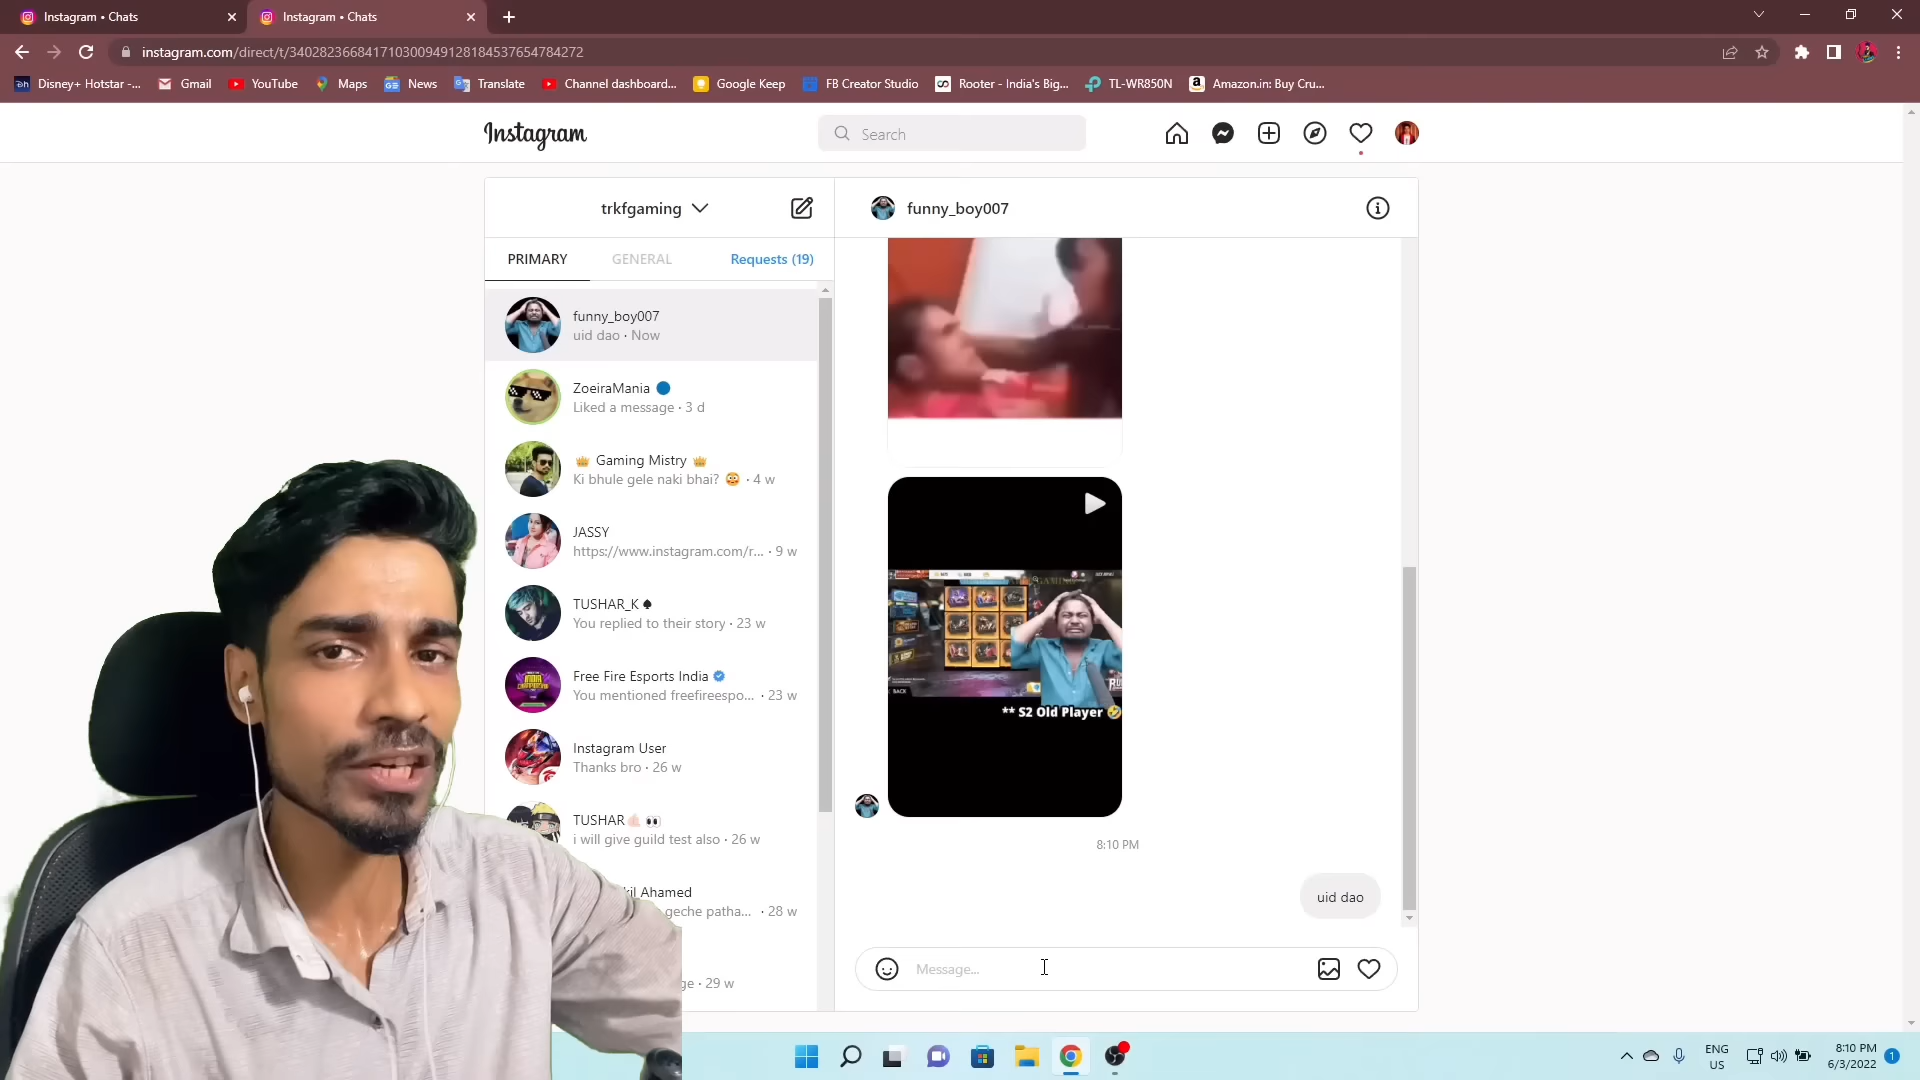 Instagram • Chats
Instagram • Chats
instagram.com/direct/t/340282366841710300949128184537654784272
Disney+ Hotstar -...
Gmail
YouTube
Maps
News
Translate
Channel dashboard...
Google Keep
FB Creator Studio
Rooter - India's Big...
TL-WR850N
Amazon.in: Buy Cru...
Instagram
Search
trkfgaming
funny_boy007
PRIMARY
GENERAL
Requests (19)
funny_boy007
uid dao · Now
ZoeiraMania
Liked a message · 3 d
👑 Gaming Mistry 👑
Ki bhule gele naki bhai? 😳 · 4 w
JASSY
https://www.instagram.com/r... · 9 w
TUSHAR_K ♠
You replied to their story · 23 w
Free Fire Esports India
You mentioned freefireespo... · 23 w
Instagram User
Thanks bro · 26 w
TUSHAR🤙🏻 👀
i will give guild test also · 26 w
Ahamed
geche patha... · 28 w
· 29 w
BACK
** S2 Old Player 🤣
8:10 PM
uid dao
Message...
ENG
US
8:10 PM
6/3/2022
1